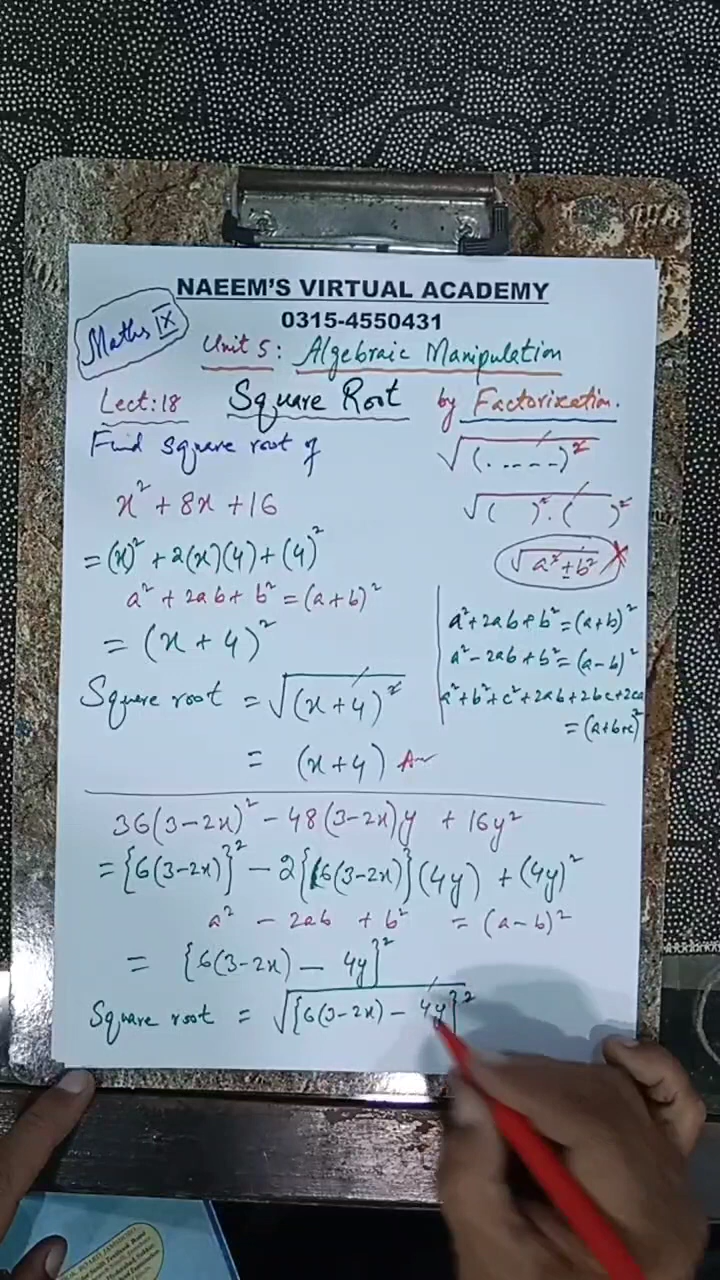 NAEEM'S VIRTUAL ACADEMY
0315-4550431
Maths IX
Unit 5: Algebraic Manipulation
Lect:18 Square Root by Factorization.
Find square root of
√(.----)²
x² + 8x + 16
√( )².( )²
= (x)² + 2(x)(4) + (4)²
√a²±b² ×
a² + 2ab + b² = (a+b)²
= (x + 4)²
a²+2ab+b²=(a+b)²
a²-2ab+b²=(a-b)²
a²+b²+c²+2ab+2bc+2ca
=(a+b+c)²
Square root = √(x+4)²
= (x+4) Ans
36(3-2x)² - 48(3-2x)y + 16y²
= {6(3-2x)}² - 2{6(3-2x)}(4y) + (4y)²
a² - 2ab + b² = (a-b)²
= {6(3-2x) - 4y}²
Square root = √{6(3-2x) - 4y}²